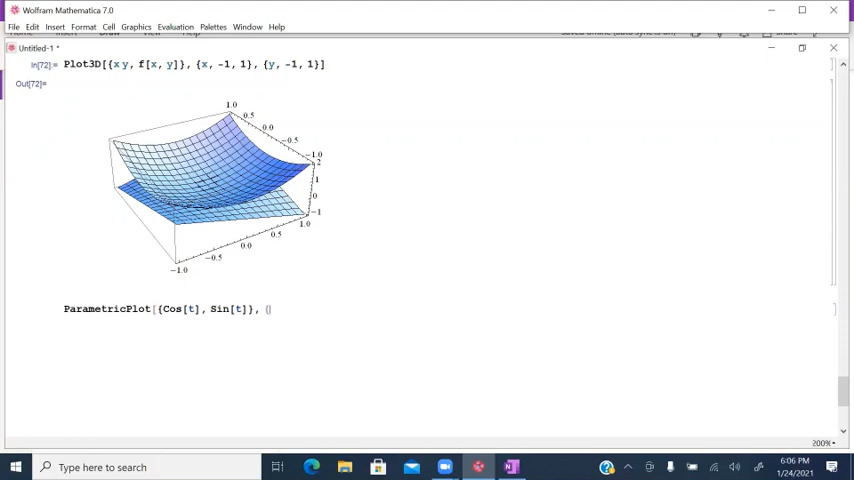 Wolfram Mathematica 7.0
File Edit Insert Format Cell Graphics Evaluation Palettes Window Help
Untitled-1 *
In[72]:= Plot3D[{x y, f[x, y]}, {x, -1, 1}, {y, -1, 1}]
Out[72]=
1.0
0.5
0.0
-0.5
-1.0
2
1
0
-1
1.0
0.5
0.0
-0.5
-1.0
ParametricPlot[{Cos[t], Sin[t]}, {
200%
Type here to search
6:06 PM
1/24/2021